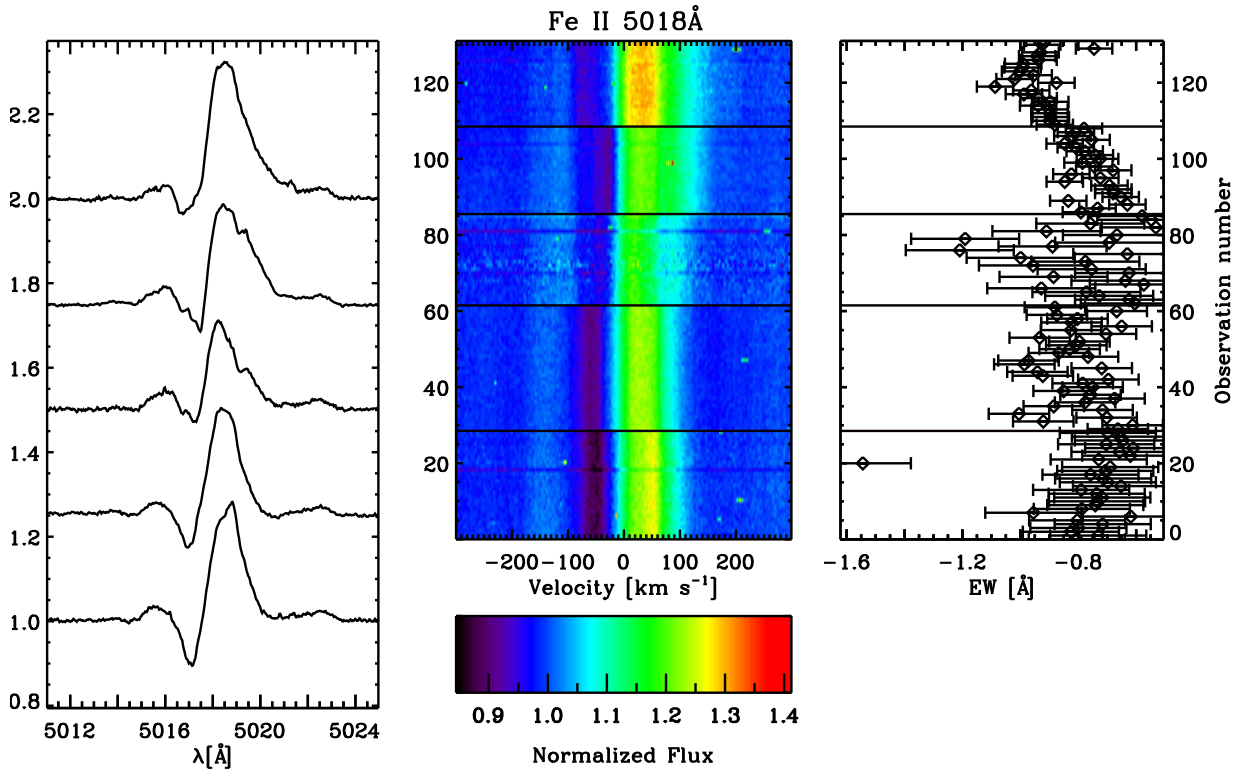 Fe II 5018Å
2.2
2.0
1.8
1.6
1.4
1.2
1.0
0.8
5012 5016 5020 5024
λ[Å]
120
100
80
60
40
20
-200 -100 0 100 200
Velocity [km s⁻¹]
120
100
80
60
40
20
0
Observation number
-1.6 -1.2 -0.8
EW [Å]
0.9 1.0 1.1 1.2 1.3 1.4
Normalized Flux